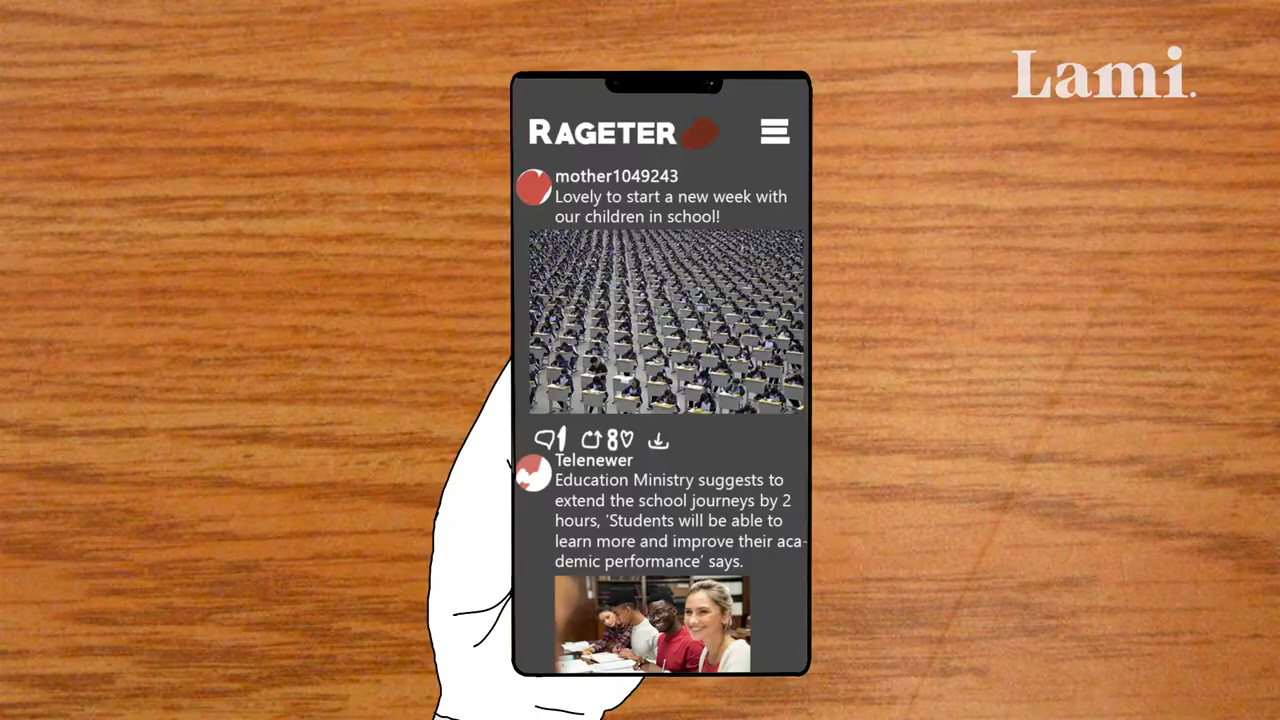 Lami.
RAGETER
mother1049243
Lovely to start a new week with
our children in school!
1 8
Telenewer
Education Ministry suggests to
extend the school journeys by 2
hours, ‘Students will be able to
learn more and improve their aca-
demic performance’ says.